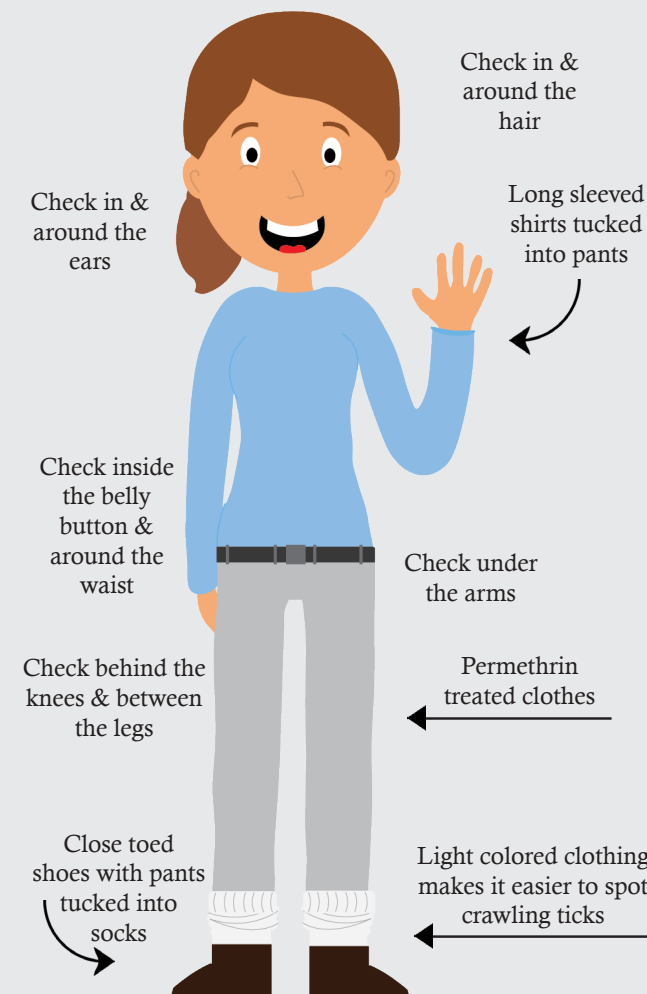 Check in &
around the
hair
Check in &
around the
ears
Long sleeved
shirts tucked
into pants
Check inside
the belly
button &
around the
waist
Check under
the arms
Check behind the
knees & between
the legs
Permethrin
treated clothes
Close toed
shoes with pants
tucked into
socks
Light colored clothing
makes it easier to spot
crawling ticks